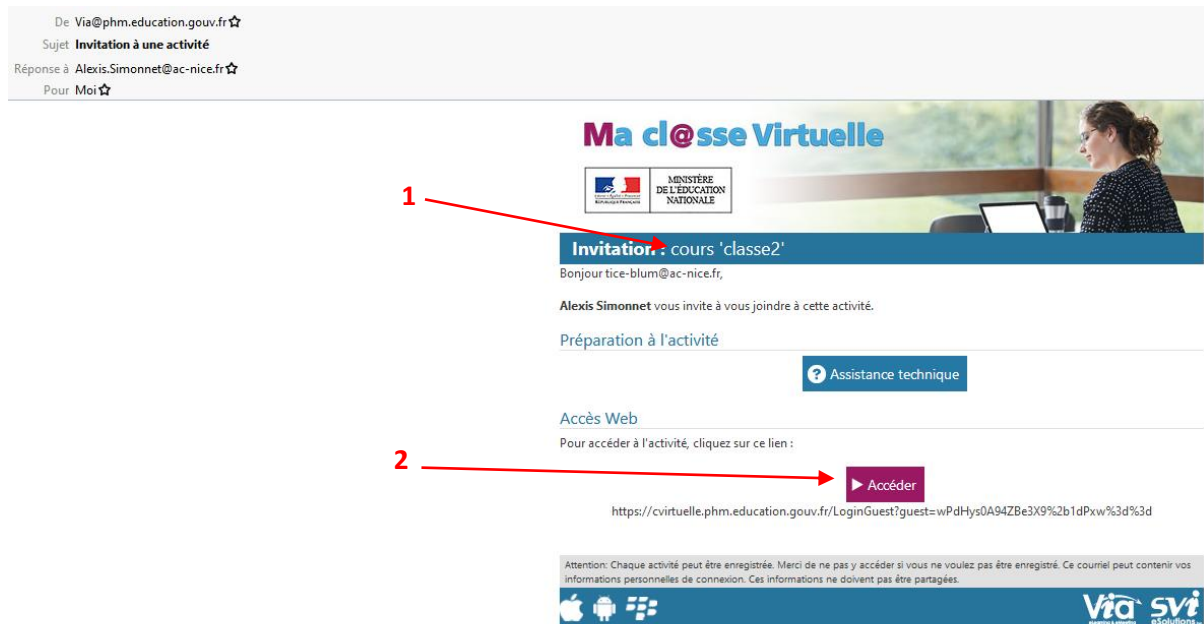 De Via@phm.education.gouv.fr
Sujet Invitation à une activité
Réponse à Alexis.Simonnet@ac-nice.fr
Pour Moi
Ma cl@sse Virtuelle
MINISTÈRE
DE L'ÉDUCATION
NATIONALE
RÉPUBLIQUE FRANÇAISE
1
Invitation : cours 'classe2'
Bonjour tice-blum@ac-nice.fr,
Alexis Simonnet vous invite à vous joindre à cette activité.
Préparation à l'activité
? Assistance technique
Accès Web
Pour accéder à l'activité, cliquez sur ce lien :
2
Accéder
https://cvirtuelle.phm.education.gouv.fr/LoginGuest?guest=wPdHys0A94ZBe3X9%2b1dPxw%3d%3d
Attention: Chaque activité peut être enregistrée. Merci de ne pas y accéder si vous ne voulez pas être enregistré. Ce courriel peut contenir vos
informations personnelles de connexion. Ces informations ne doivent pas être partagées.
Via svi
eSolutions